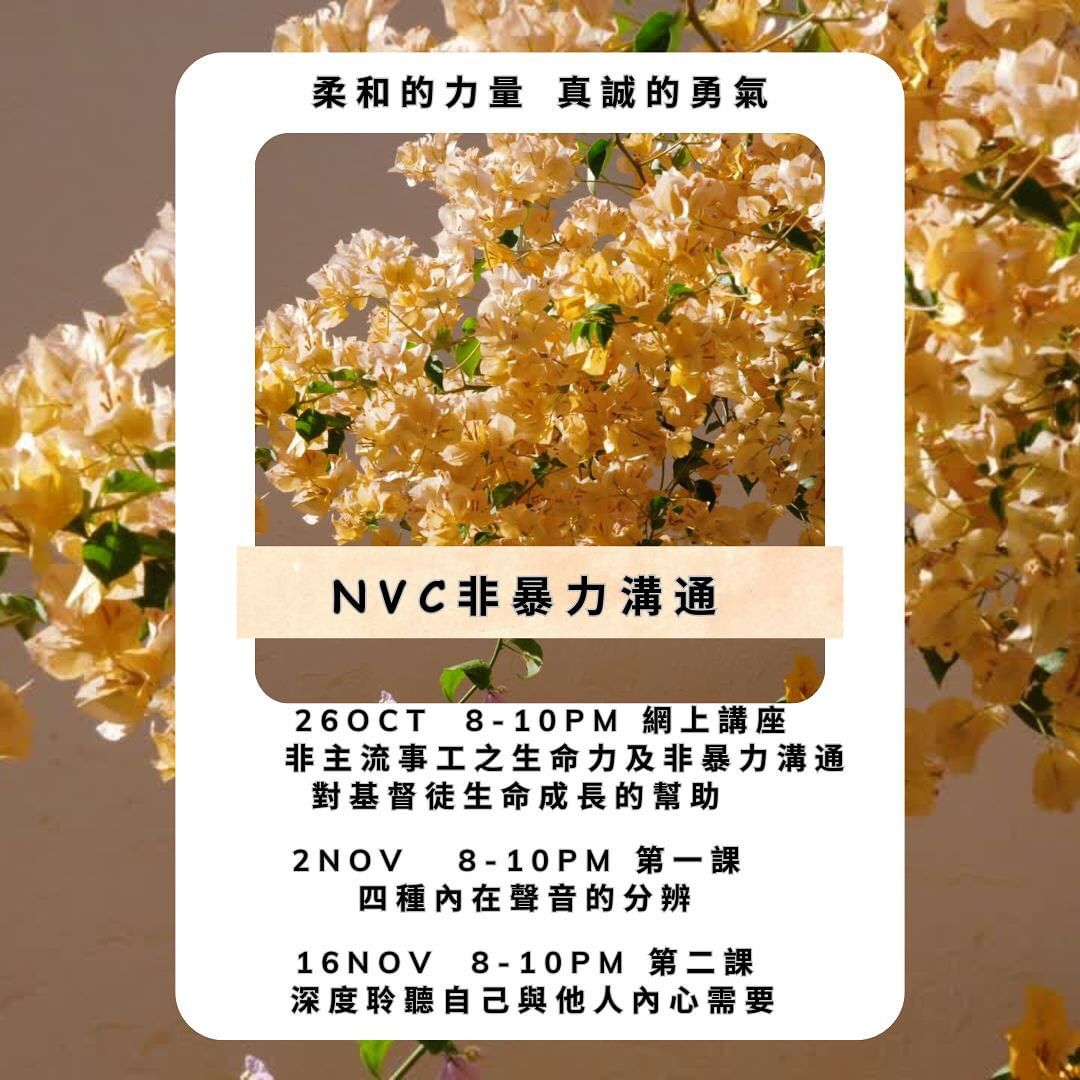 柔和的力量 真誠的勇氣
NVC非暴力溝通
26OCT 8-10PM 網上講座
非主流事工之生命力及非暴力溝通
對基督徒生命成長的幫助
2NOV 8-10PM 第一課
四種內在聲音的分辨
16NOV 8-10PM 第二課
深度聆聽自己與他人內心需要